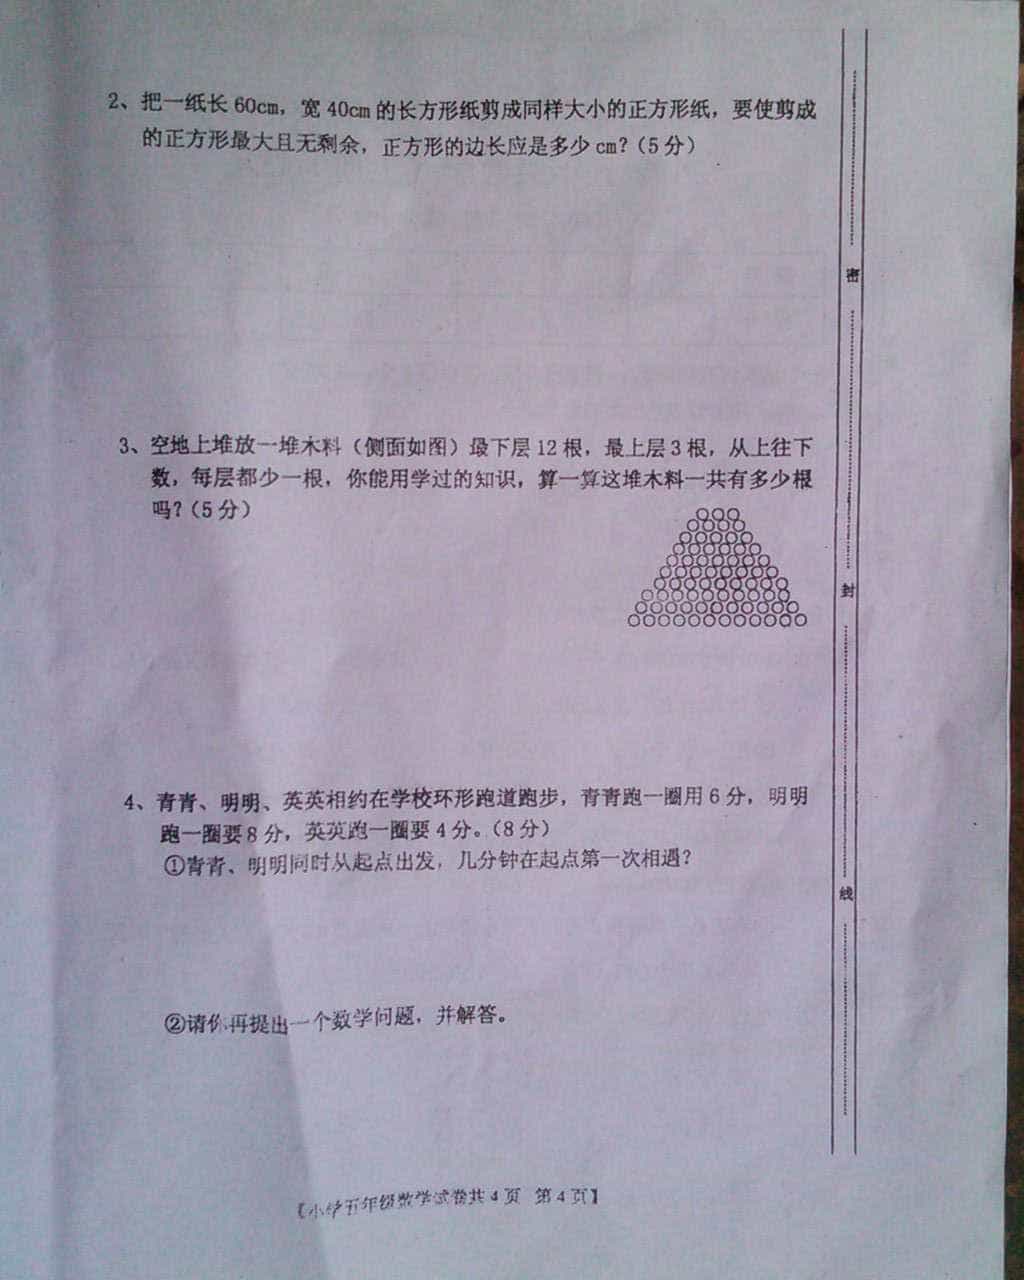 2、把一纸长 60cm，宽 40cm 的长方形纸剪成同样大小的正方形纸，要使剪成
的正方形最大且无剩余，正方形的边长应是多少 cm？（5 分）
密
3、空地上堆放一堆木料（侧面如图）最下层 12 根，最上层 3 根，从上往下
数，每层都少一根，你能用学过的知识，算一算这堆木料一共有多少根
吗？（5 分）
封
4、青青、明明、英英相约在学校环形跑道跑步，青青跑一圈用 6 分，明明
跑一圈要 8 分，英英跑一圈要 4 分。（8 分）
①青青、明明同时从起点出发，几分钟在起点第一次相遇？
线
②请你再提出一个数学问题，并解答。
【小学五年级数学试卷共 4 页 第 4 页】